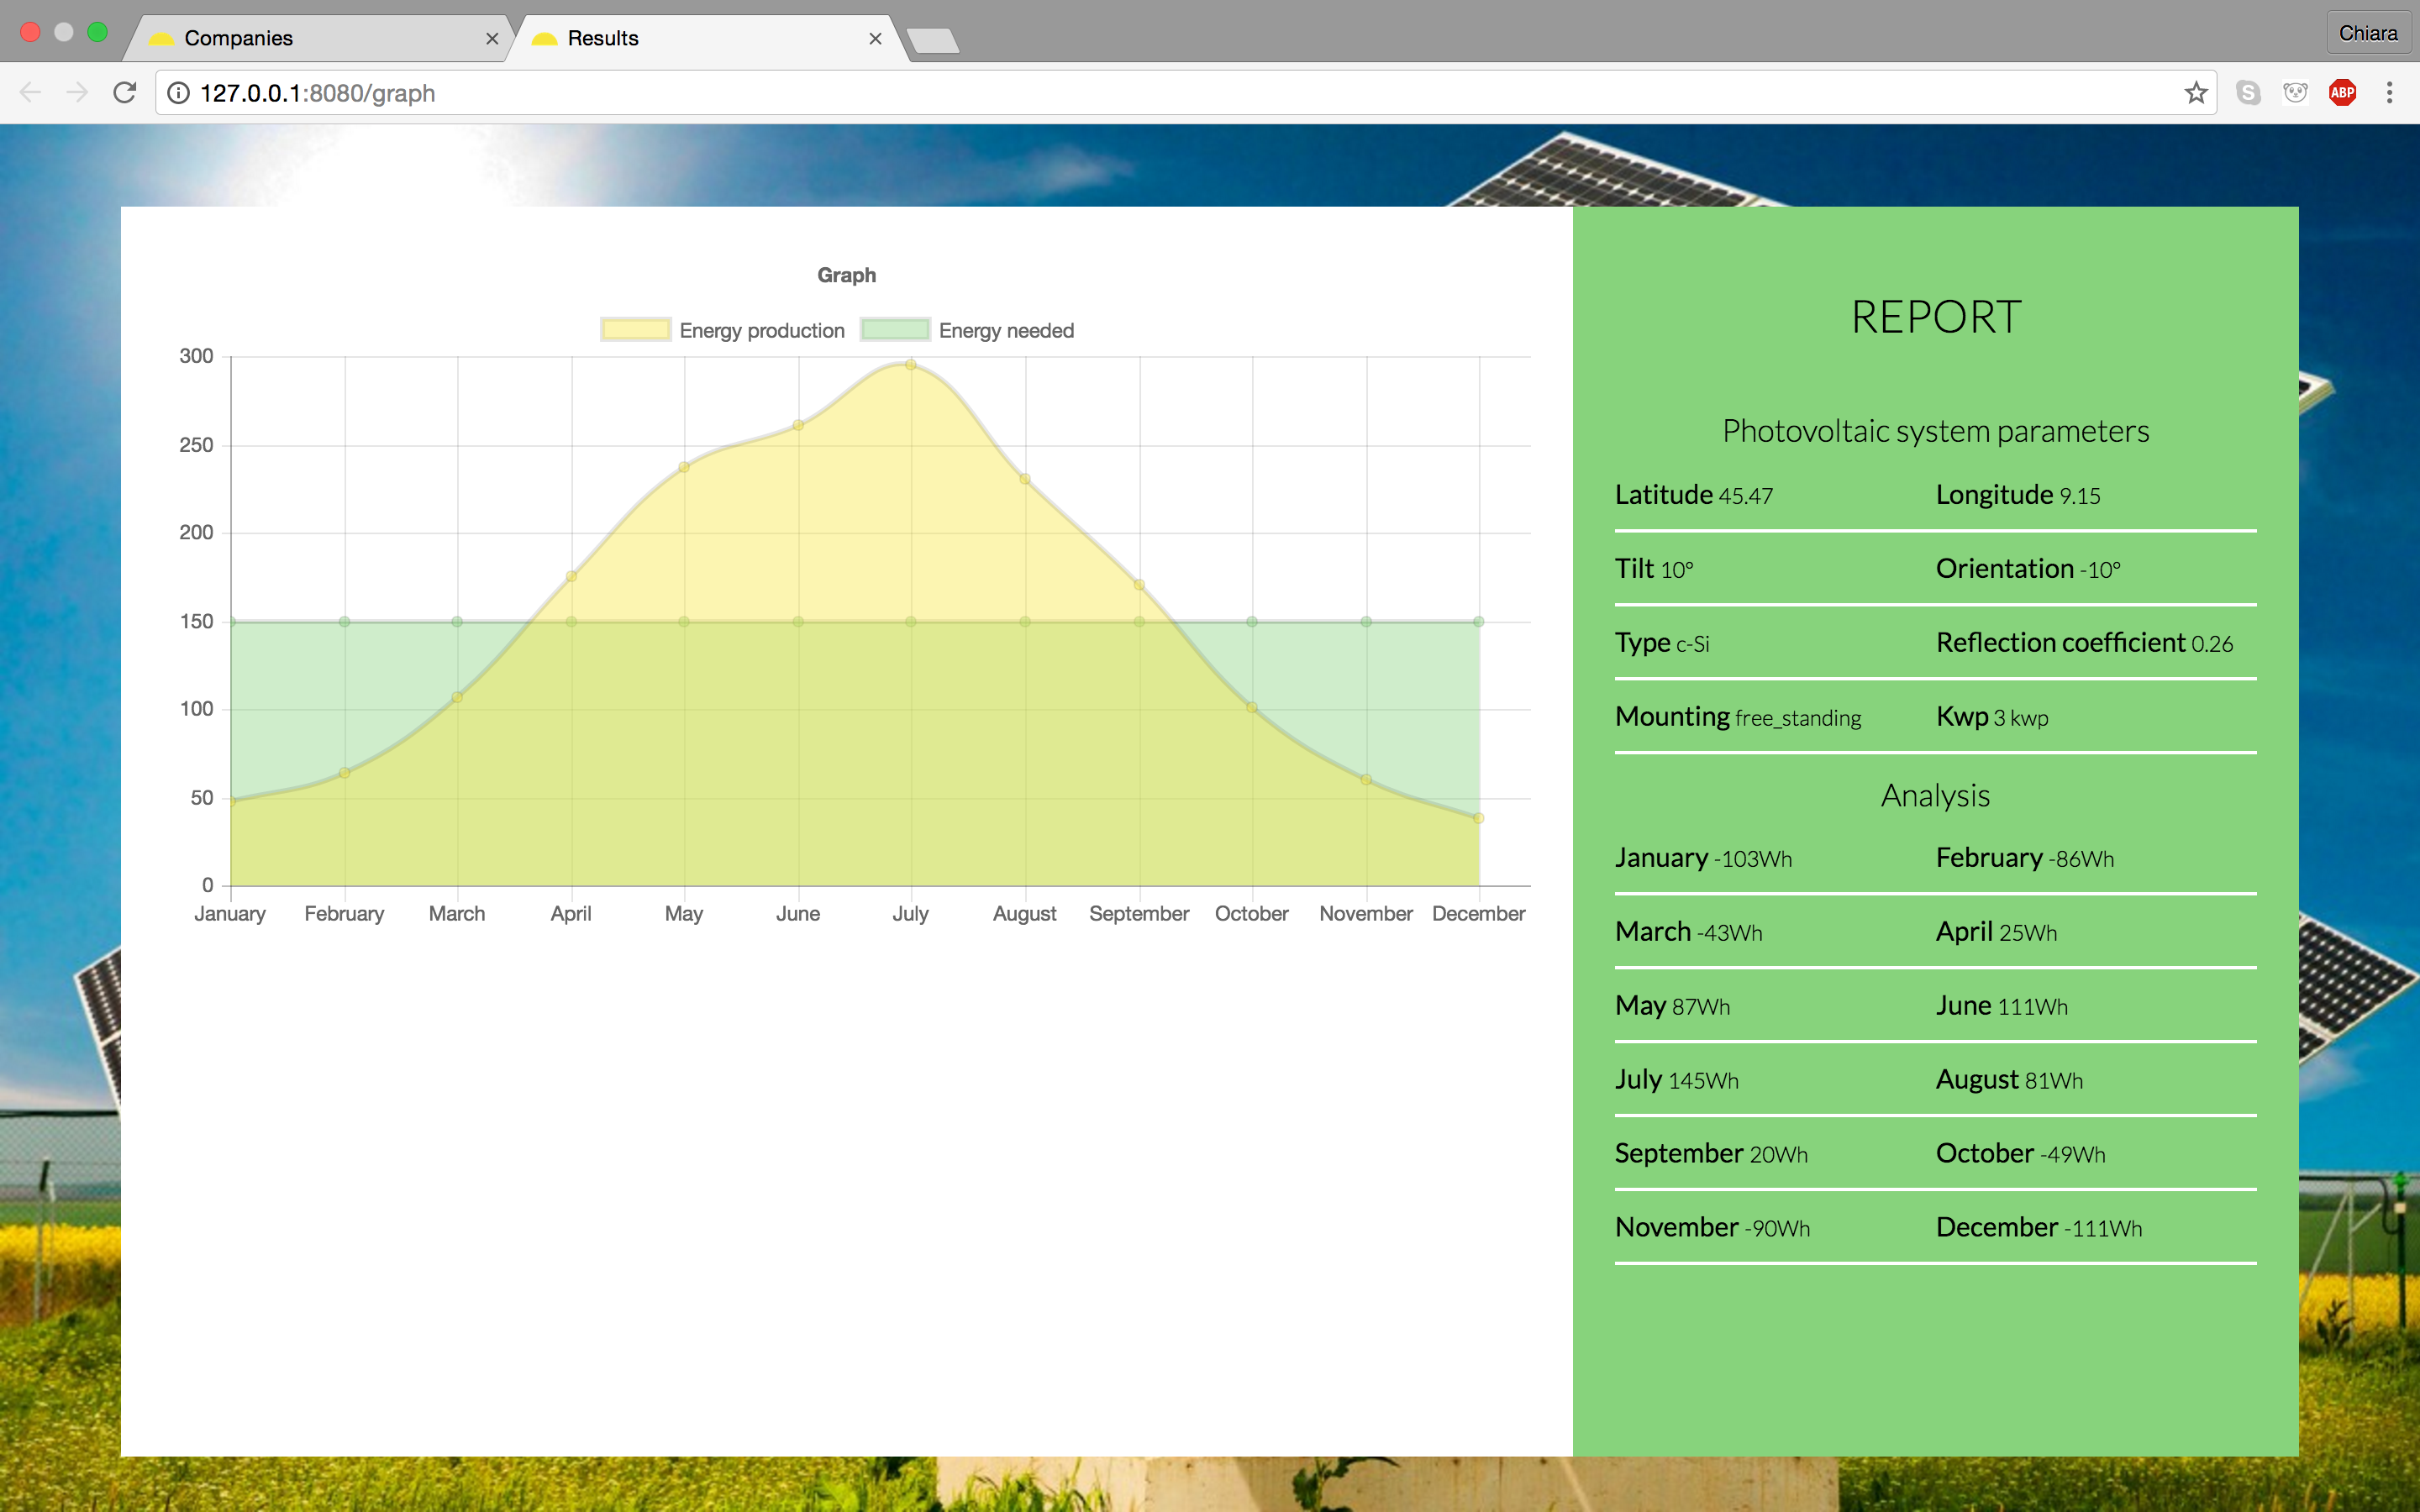 Companies
Results
Chiara
127.0.0.1:8080/graph
S
ABP
Graph
Energy production Energy needed
300
250
200
150
100
50
0
January February March April May June July August September October November December
REPORT
Photovoltaic system parameters
Latitude 45.47 Longitude 9.15
Tilt 10° Orientation -10°
Type c-Si Reflection coefficient 0.26
Mounting free_standing Kwp 3 kwp
Analysis
January -103Wh February -86Wh
March -43Wh April 25Wh
May 87Wh June 111Wh
July 145Wh August 81Wh
September 20Wh October -49Wh
November -90Wh December -111Wh